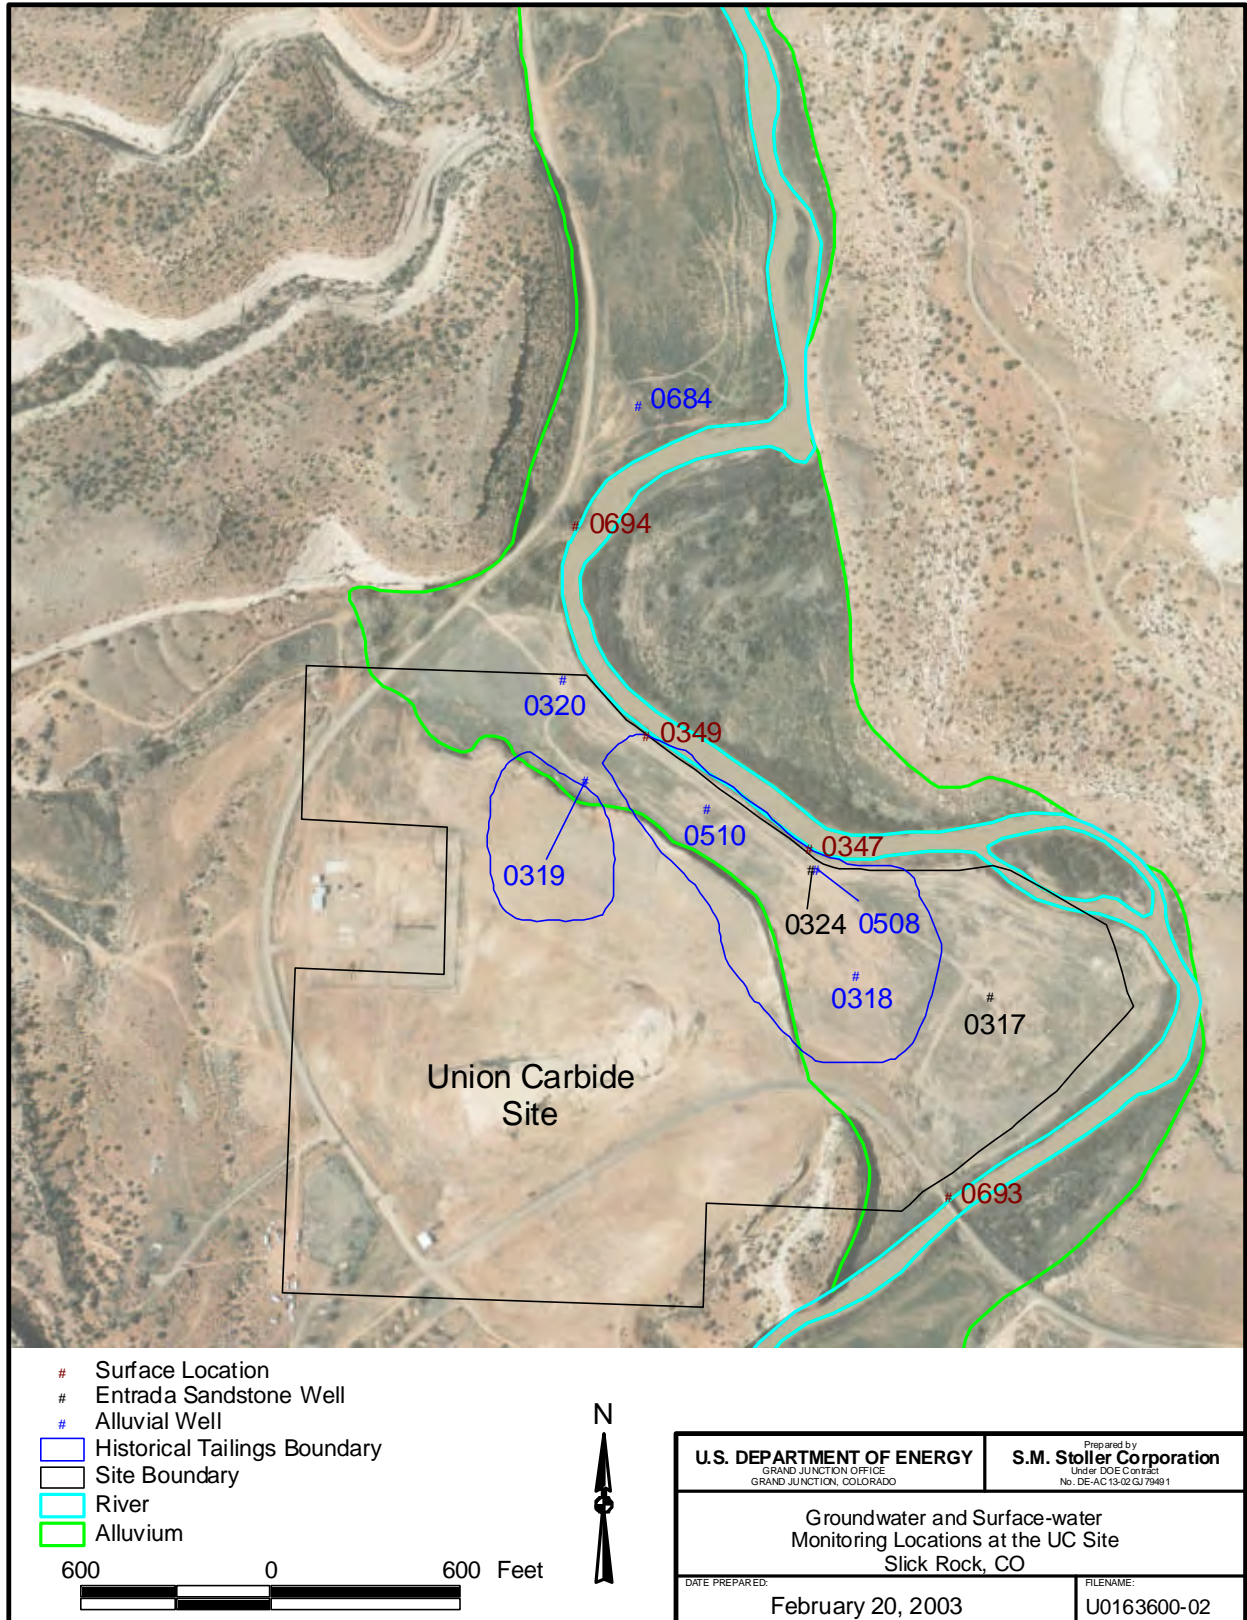 # 0684
# 0694
#
0320
# 0349
#
#
0510
0319
# 0347
##
0324 0508
#
0318
#
0317
Union Carbide
Site
# 0693
# Surface Location
# Entrada Sandstone Well
# Alluvial Well
Historical Tailings Boundary
Site Boundary
River
Alluvium
600 0 600 Feet
N
U.S. DEPARTMENT OF ENERGY
GRAND JUNCTION OFFICE
GRAND JUNCTION, COLORADO
Prepared by
S.M. Stoller Corporation
Under DOE Contract
No. DE-AC13-02GJ79491
Groundwater and Surface-water
Monitoring Locations at the UC Site
Slick Rock, CO
DATE PREPARED:
February 20, 2003
FILENAME:
U0163600-02